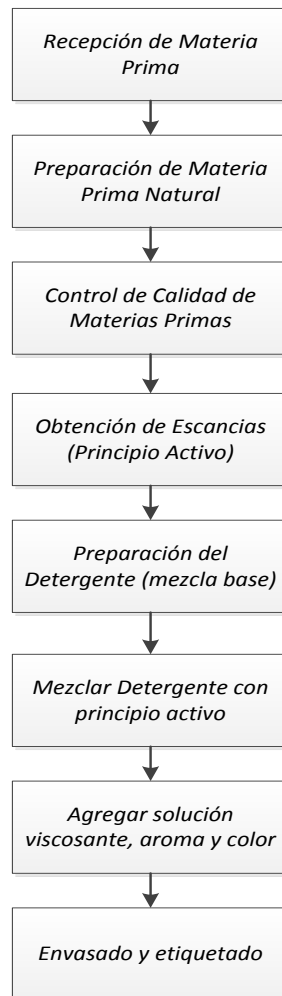 Recepción de Materia
Prima
Preparación de Materia
Prima Natural
Control de Calidad de
Materias Primas
Obtención de Escancias
(Principio Activo)
Preparación del
Detergente (mezcla base)
Mezclar Detergente con
principio activo
Agregar solución
viscosante, aroma y color
Envasado y etiquetado